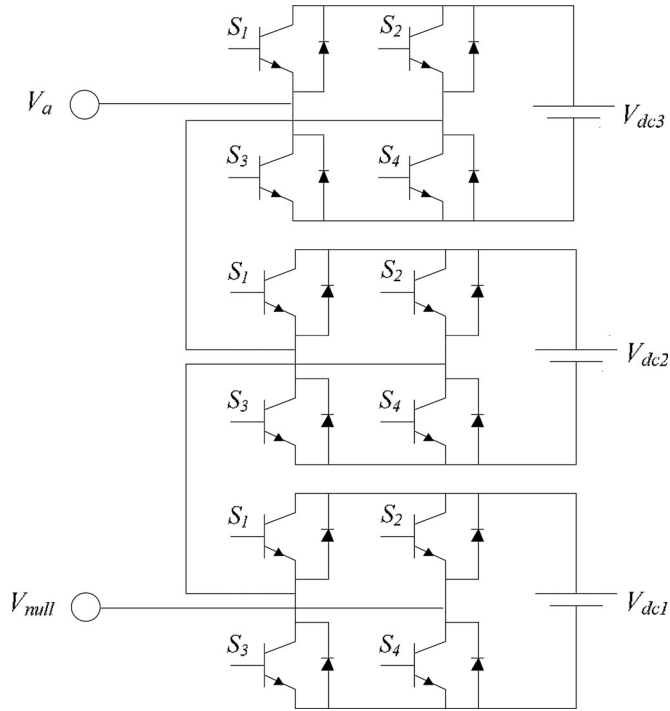 S1 S2
Va Vdc3
S3 S4
S1 S2
Vdc2
S3 S4
S1 S2
Vnull Vdc1
S3 S4